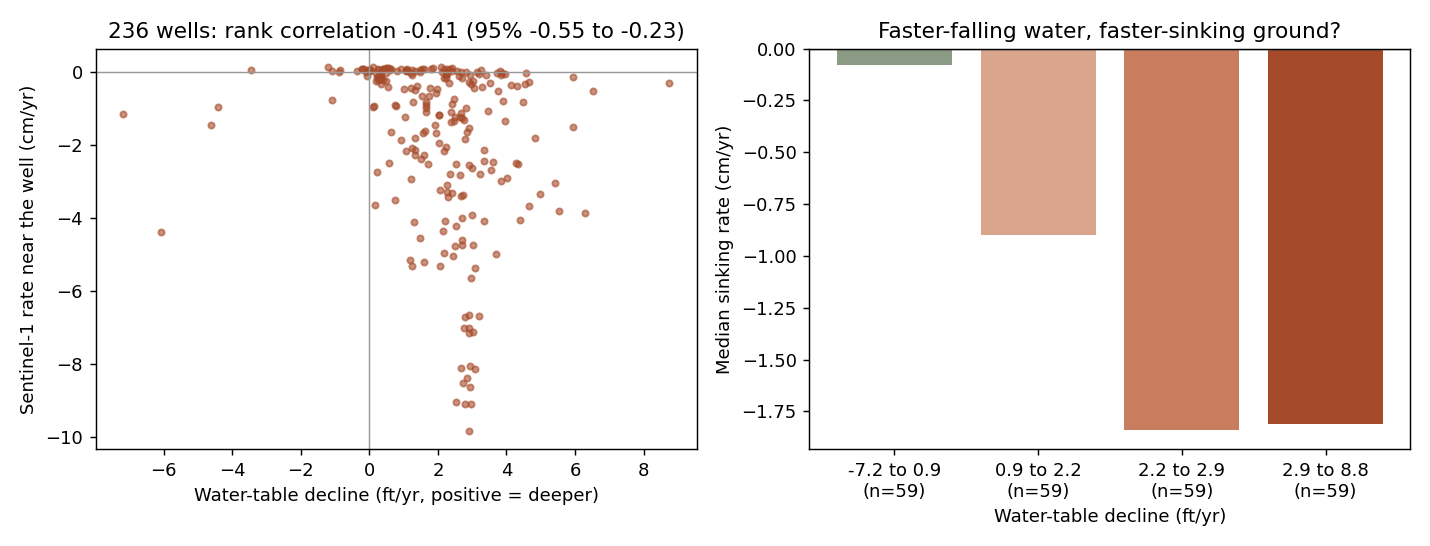 236 wells: rank correlation -0.41 (95% -0.55 to -0.23)
0
−2
−4
−6
−8
−10
Sentinel-1 rate near the well (cm/yr)
−6
−4
−2
0
2
4
6
8
Water-table decline (ft/yr, positive = deeper)
Faster-falling water, faster-sinking ground?
0.00
−0.25
−0.50
−0.75
−1.00
−1.25
−1.50
−1.75
Median sinking rate (cm/yr)
-7.2 to 0.9
(n=59)
0.9 to 2.2
(n=59)
2.2 to 2.9
(n=59)
2.9 to 8.8
(n=59)
Water-table decline (ft/yr)